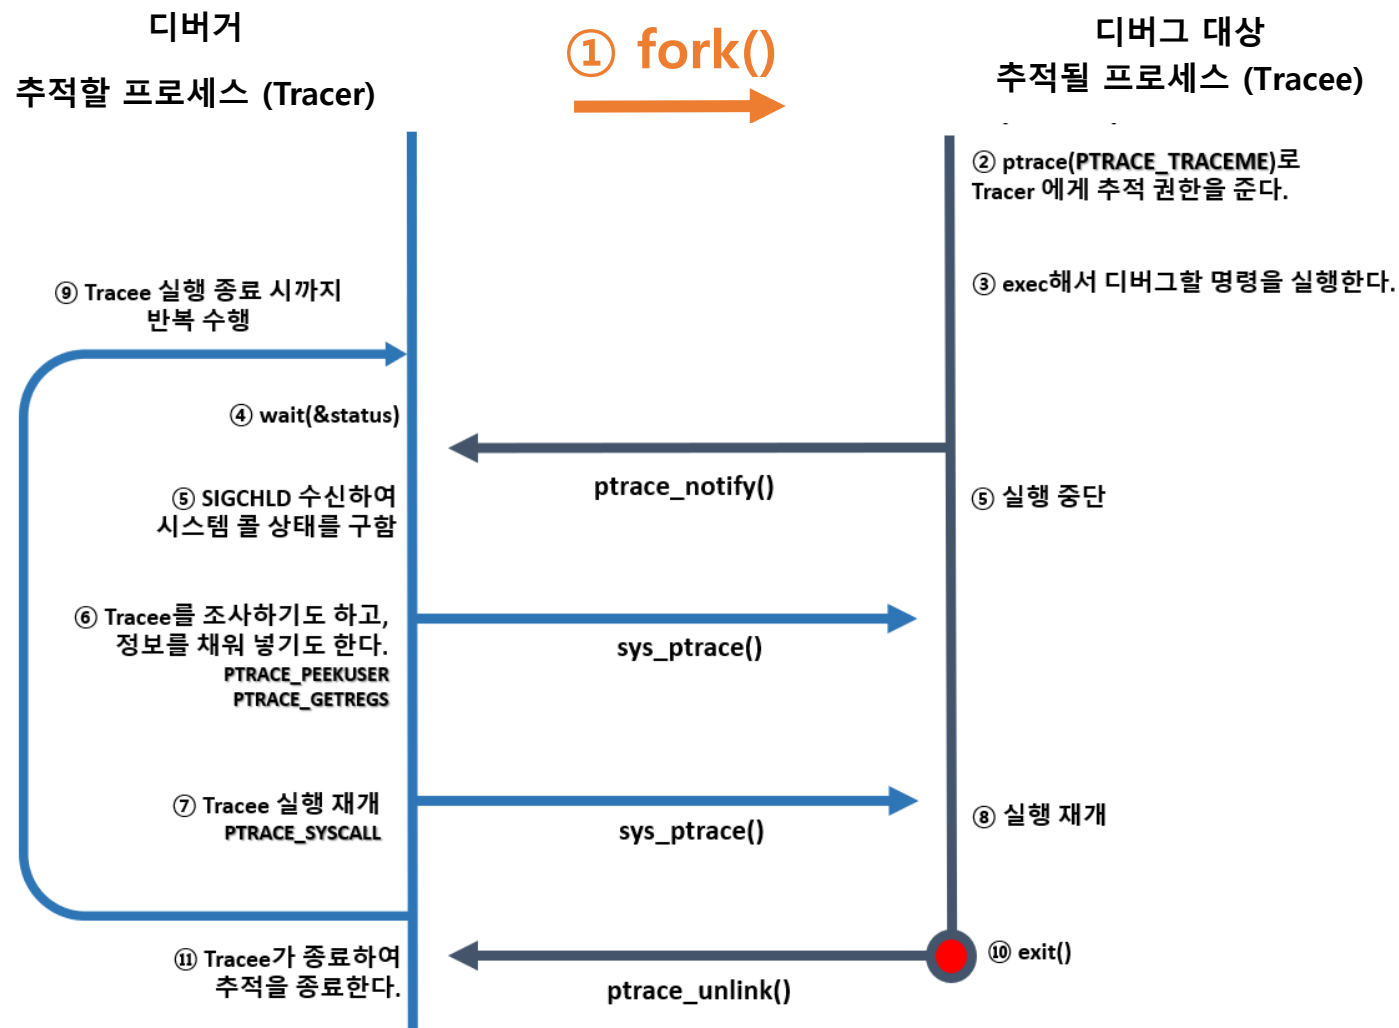 디버거
추적할 프로세스 (Tracer)
① fork()
디버그 대상
추적될 프로세스 (Tracee)
② ptrace(PTRACE_TRACEME)로
Tracer 에게 추적 권한을 준다.
③ exec해서 디버그할 명령을 실행한다.
⑨ Tracee 실행 종료 시까지
반복 수행
④ wait(&status)
ptrace_notify()
⑤ SIGCHLD 수신하여
시스템 콜 상태를 구함
⑤ 실행 중단
⑥ Tracee를 조사하기도 하고,
정보를 채워 넣기도 한다.
PTRACE_PEEKUSER
PTRACE_GETREGS
sys_ptrace()
⑦ Tracee 실행 재개
PTRACE_SYSCALL
sys_ptrace()
⑧ 실행 재개
⑩ exit()
⑪ Tracee가 종료하여
추적을 종료한다.
ptrace_unlink()